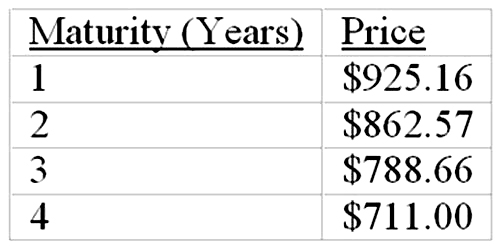 Maturity (Years) Price
1 $925.16
2 $862.57
3 $788.66
4 $711.00